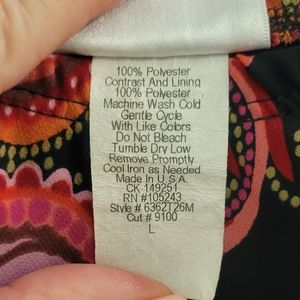 100% Polyester
Contrast And Lining
100% Polyester
Machine Wash Cold
Gentle Cycle
With Like Colors
Do Not Bleach
Tumble Dry Low
Remove Promptly
Cool Iron as Needed
Made In U.S.A.
CK 149251
RN #105243
Style # 6362T26M
Cut # 9100
L